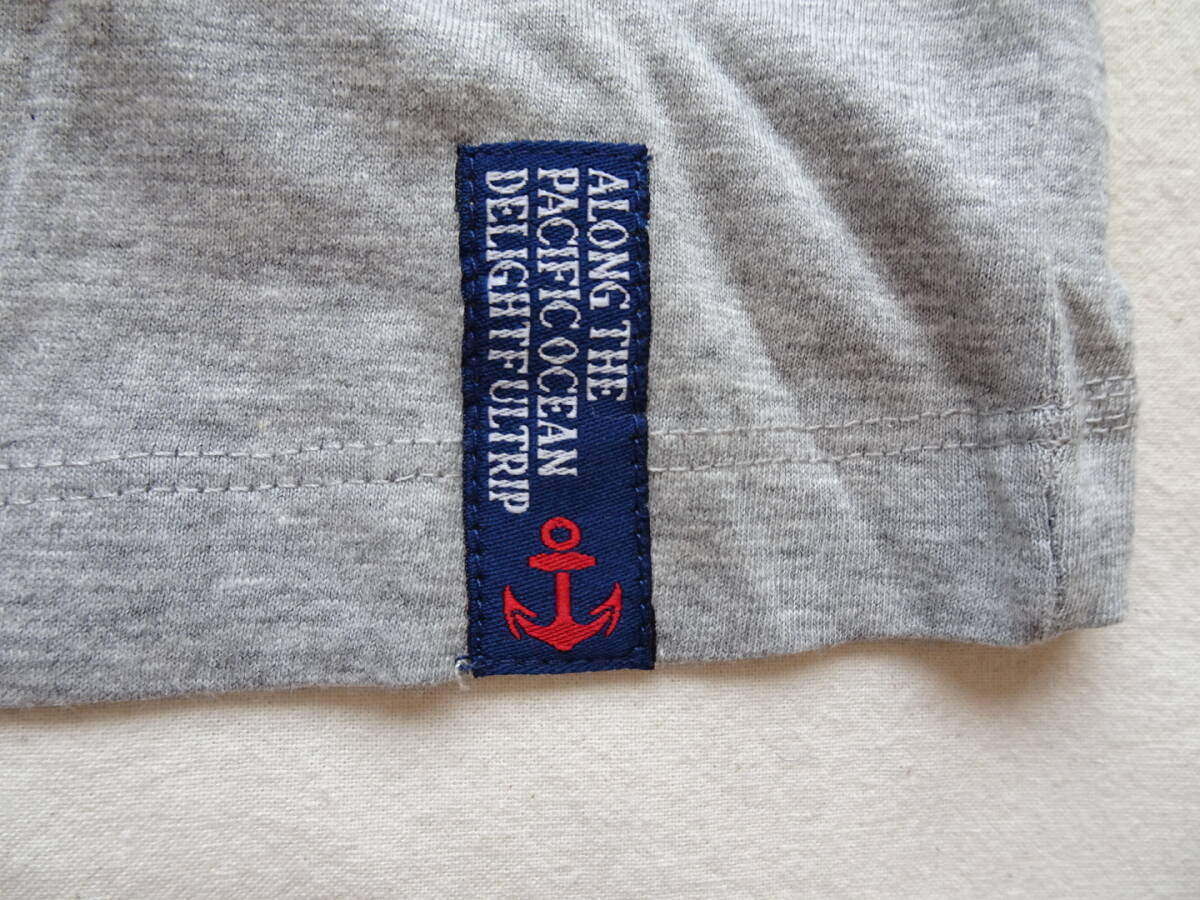 ALONG THE
PACIFIC OCEAN
DELIGHTFULTRIP